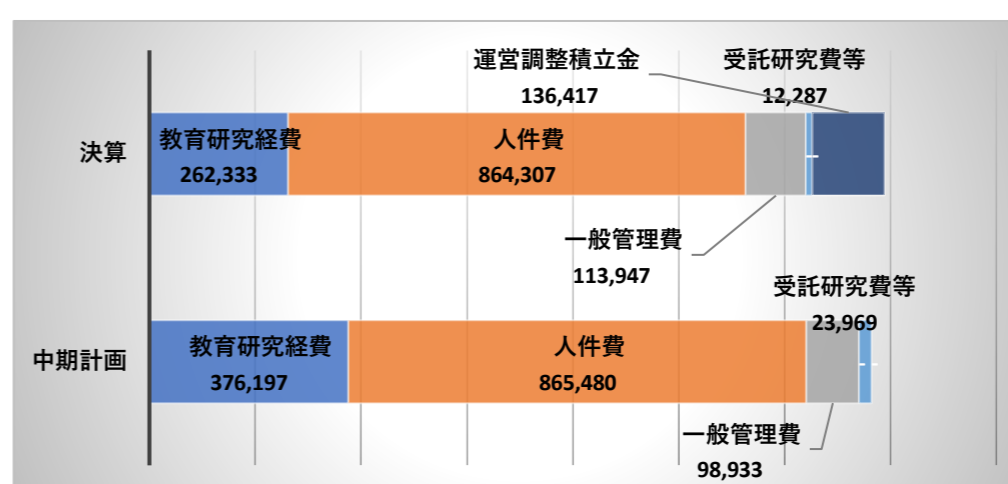 運営調整積立金
136,417
受託研究費等
12,287
決算
教育研究経費
262,333
人件費
864,307
一般管理費
113,947
受託研究費等
23,969
中期計画
教育研究経費
376,197
人件費
865,480
一般管理費
98,933